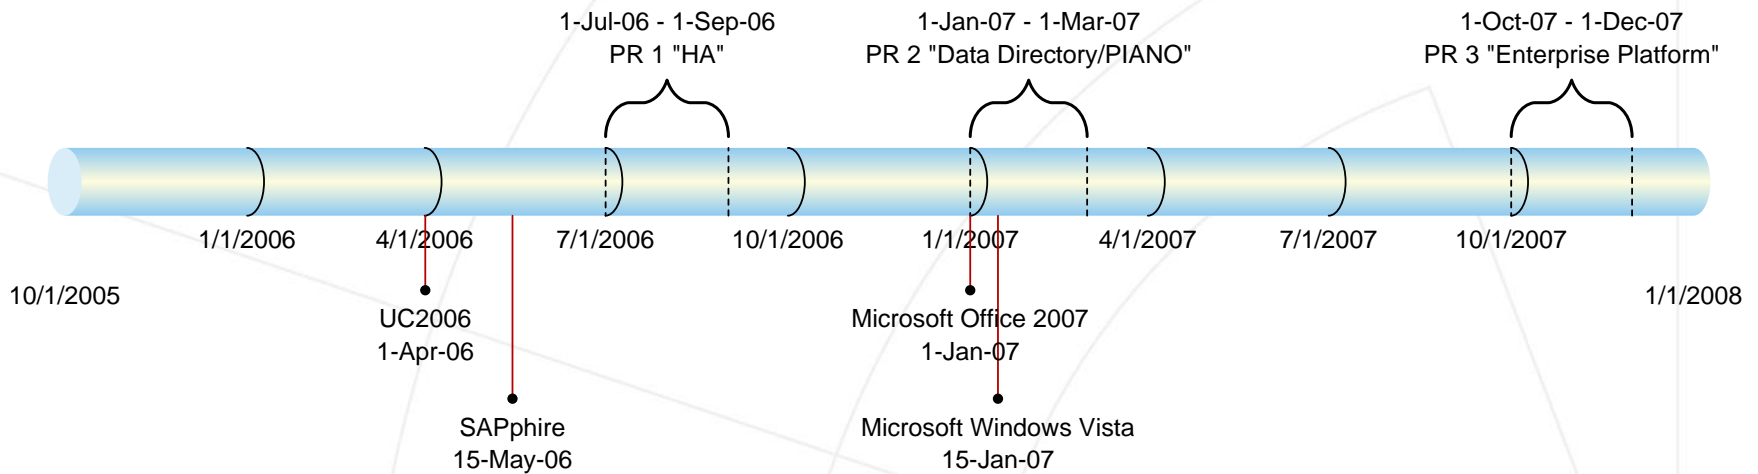 1-Jul-06 - 1-Sep-06
PR 1 "HA"
1-Jan-07 - 1-Mar-07
PR 2 "Data Directory/PIANO"
1-Oct-07 - 1-Dec-07
PR 3 "Enterprise Platform"
1/1/2006
4/1/2006
7/1/2006
10/1/2006
1/1/2007
4/1/2007
7/1/2007
10/1/2007
10/1/2005
1/1/2008
UC2006
1-Apr-06
Microsoft Office 2007
1-Jan-07
SAPphire
15-May-06
Microsoft Windows Vista
15-Jan-07